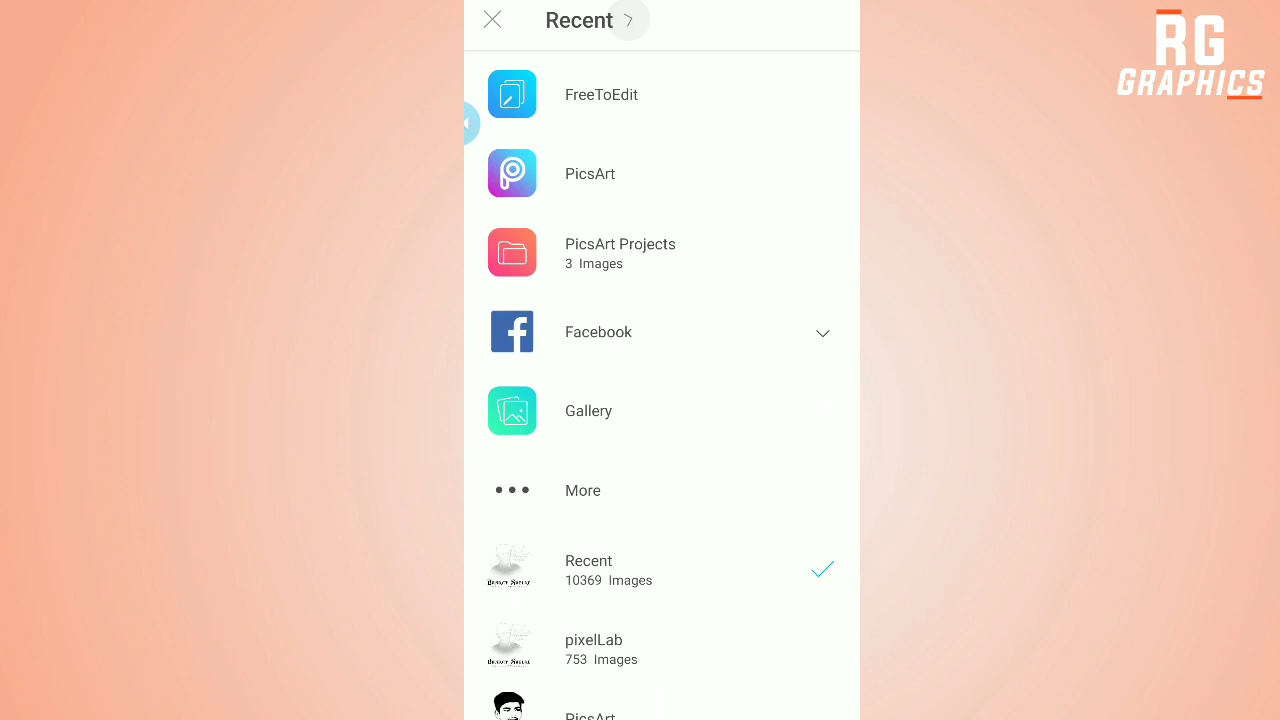 Recent
RG
GRAPHICS
FreeToEdit
PicsArt
PicsArt Projects
3 Images
Facebook
Gallery
More
Recent
10369 Images
pixelLab
753 Images
PicsArt